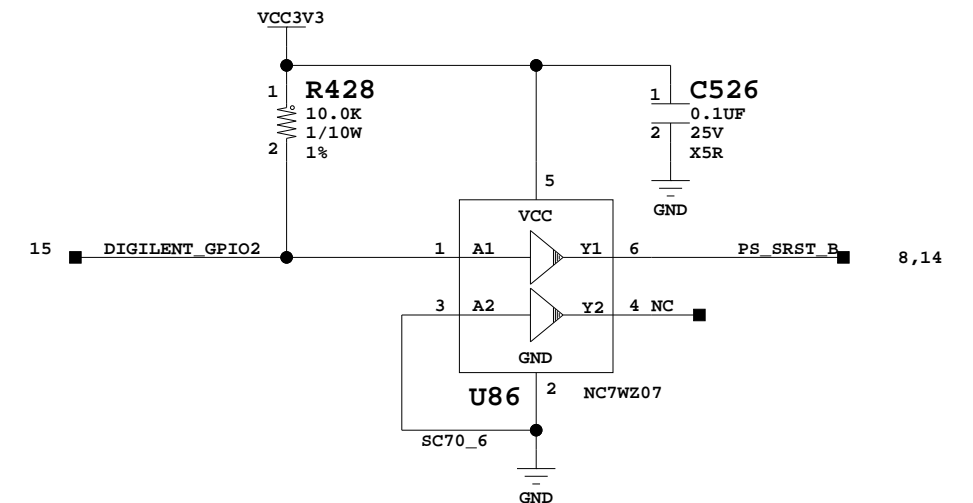 VCC3V3
1 R428
10.0K
1/10W
2 1%
1 C526
0.1UF
2 25V
X5R
GND
5
VCC
15 DIGILENT_GPIO2 1 A1 Y1 6 PS_SRST_B 8,14
3 A2 Y2 4 NC
GND
U86 2 NC7WZ07
SC70_6
GND